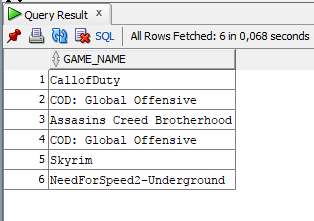 Query Result x
SQL | All Rows Fetched: 6 in 0,068 seconds
GAME_NAME
1 CallofDuty
2 COD: Global Offensive
3 Assasins Creed Brotherhood
4 COD: Global Offensive
5 Skyrim
6 NeedForSpeed2-Underground